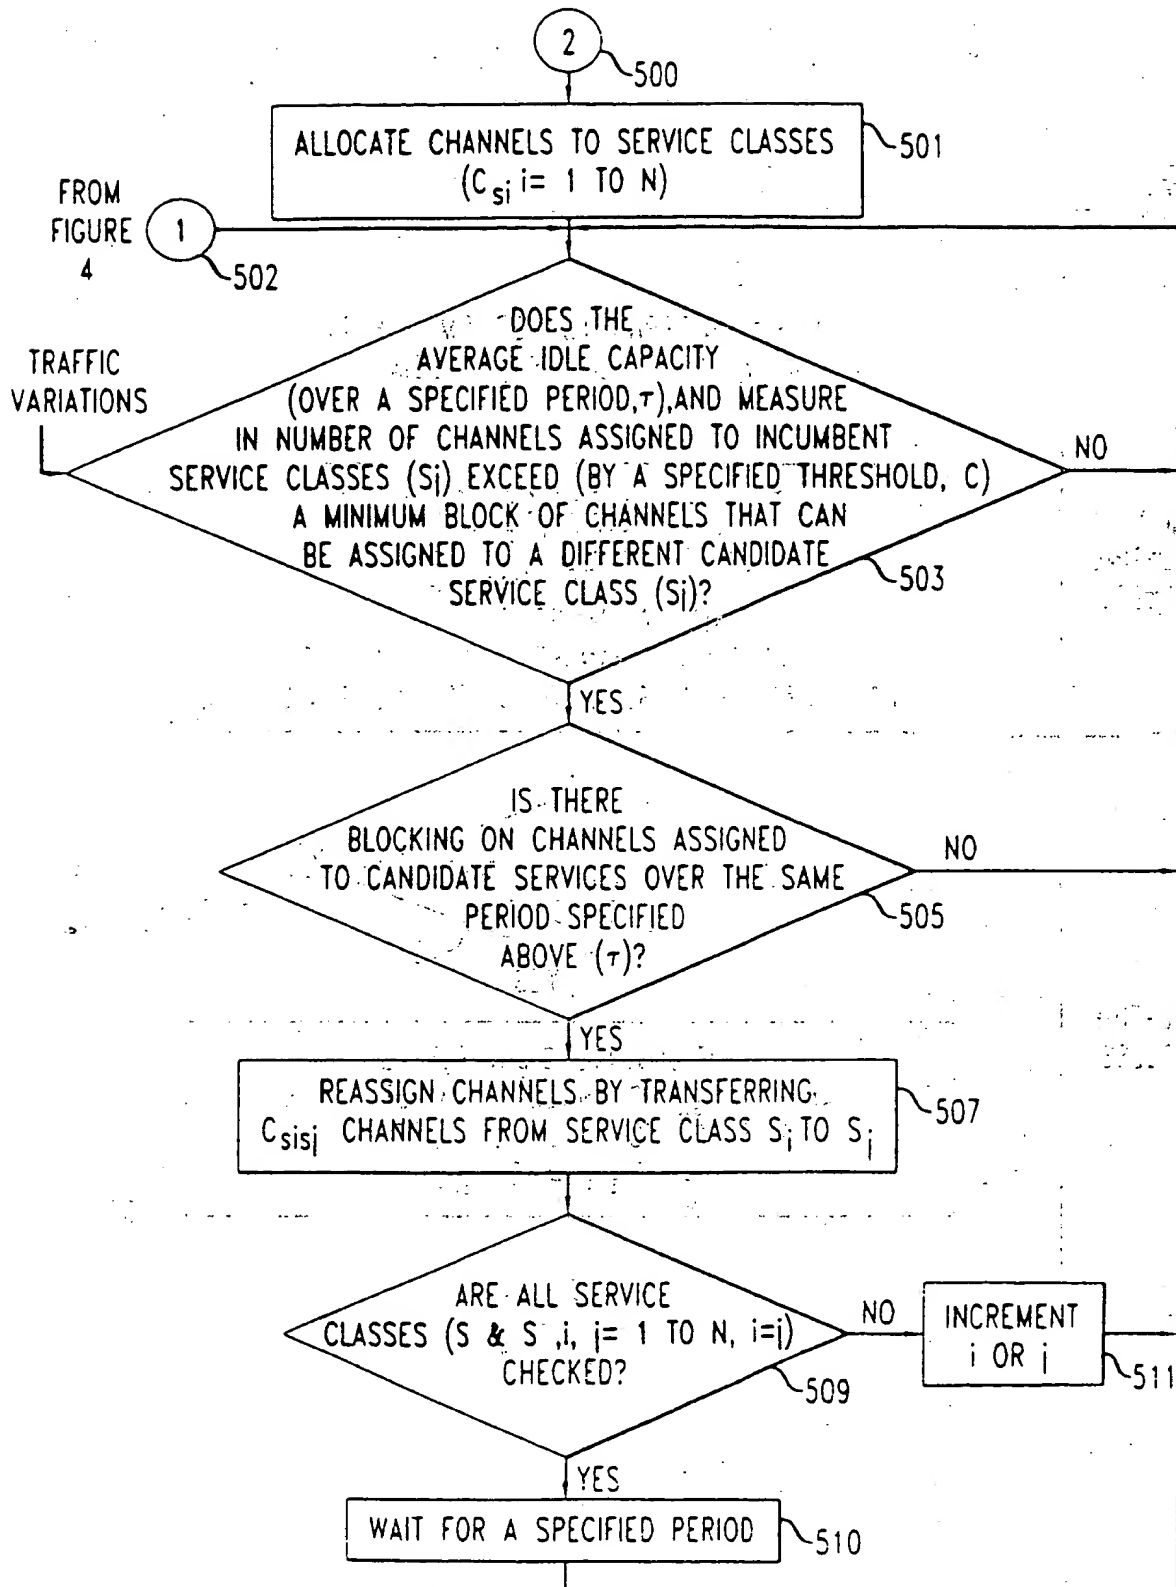 2
500
ALLOCATE CHANNELS TO SERVICE CLASSES
(Csi i= 1 TO N)
501
FROM
FIGURE
4
1
502
TRAFFIC
VARIATIONS
DOES THE
AVERAGE IDLE CAPACITY
(OVER A SPECIFIED PERIOD,τ),AND MEASURE
IN NUMBER OF CHANNELS ASSIGNED TO INCUMBENT
SERVICE CLASSES (Si) EXCEED (BY A SPECIFIED THRESHOLD, C)
A MINIMUM BLOCK OF CHANNELS THAT CAN
BE ASSIGNED TO A DIFFERENT CANDIDATE
SERVICE CLASS (Sj)?
503
NO
YES
IS THERE
BLOCKING ON CHANNELS ASSIGNED
TO CANDIDATE SERVICES OVER THE SAME
PERIOD SPECIFIED
ABOVE (τ)?
505
NO
YES
REASSIGN CHANNELS BY TRANSFERRING
Csisj CHANNELS FROM SERVICE CLASS Si TO Sj
507
ARE ALL SERVICE
CLASSES (S & S ,i, j= 1 TO N, i=j)
CHECKED?
509
NO
INCREMENT
i OR j
511
YES
WAIT FOR A SPECIFIED PERIOD
510